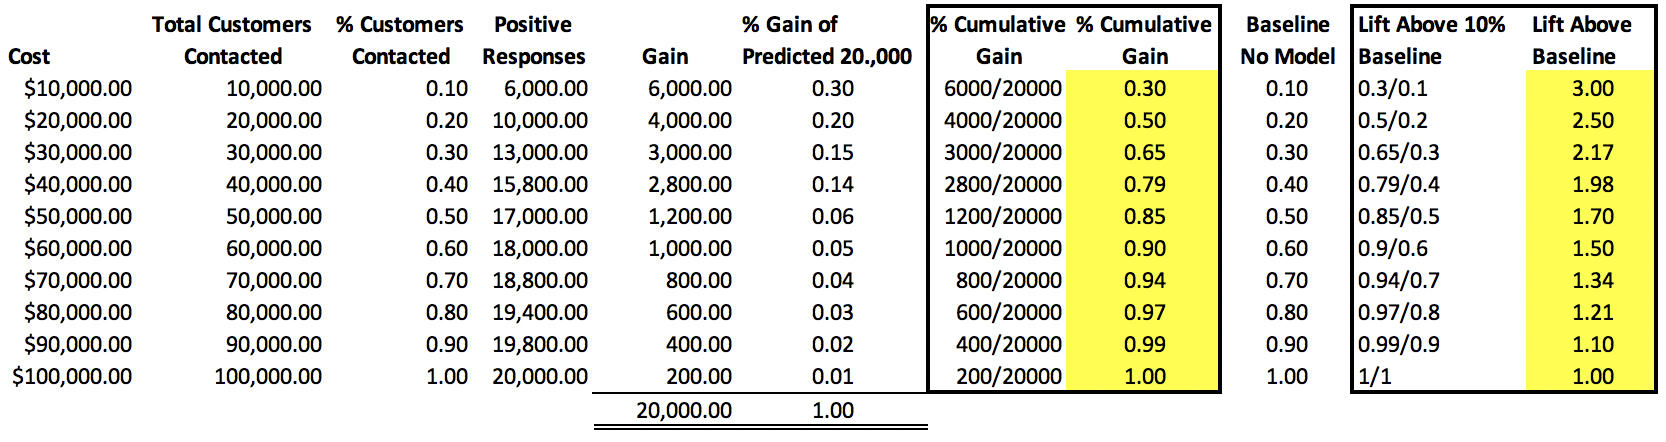 Total Customers % Customers Positive % Gain of % Cumulative % Cumulative Baseline Lift Above 10% Lift Above
Cost Contacted Contacted Responses Gain Predicted 20.,000 Gain Gain No Model Baseline Baseline
$10,000.00 10,000.00 0.10 6,000.00 6,000.00 0.30 6000/20000 0.30 0.10 0.3/0.1 3.00
$20,000.00 20,000.00 0.20 10,000.00 4,000.00 0.20 4000/20000 0.50 0.20 0.5/0.2 2.50
$30,000.00 30,000.00 0.30 13,000.00 3,000.00 0.15 3000/20000 0.65 0.30 0.65/0.3 2.17
$40,000.00 40,000.00 0.40 15,800.00 2,800.00 0.14 2800/20000 0.79 0.40 0.79/0.4 1.98
$50,000.00 50,000.00 0.50 17,000.00 1,200.00 0.06 1200/20000 0.85 0.50 0.85/0.5 1.70
$60,000.00 60,000.00 0.60 18,000.00 1,000.00 0.05 1000/20000 0.90 0.60 0.9/0.6 1.50
$70,000.00 70,000.00 0.70 18,800.00 800.00 0.04 800/20000 0.94 0.70 0.94/0.7 1.34
$80,000.00 80,000.00 0.80 19,400.00 600.00 0.03 600/20000 0.97 0.80 0.97/0.8 1.21
$90,000.00 90,000.00 0.90 19,800.00 400.00 0.02 400/20000 0.99 0.90 0.99/0.9 1.10
$100,000.00 100,000.00 1.00 20,000.00 200.00 0.01 200/20000 1.00 1.00 1/1 1.00
20,000.00 1.00